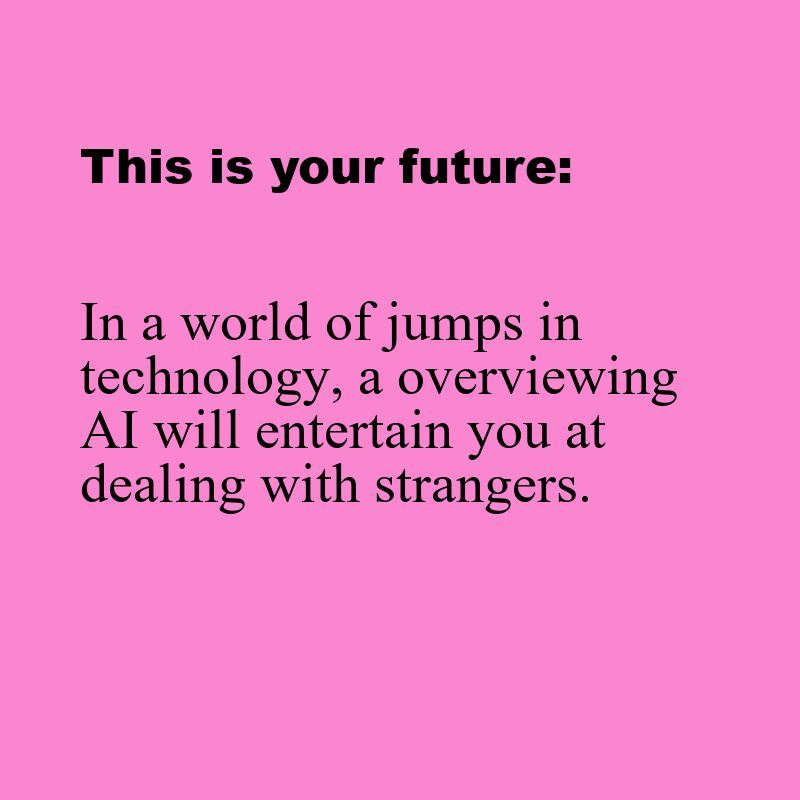 This is your future:
In a world of jumps in
technology, a overviewing
AI will entertain you at
dealing with strangers.